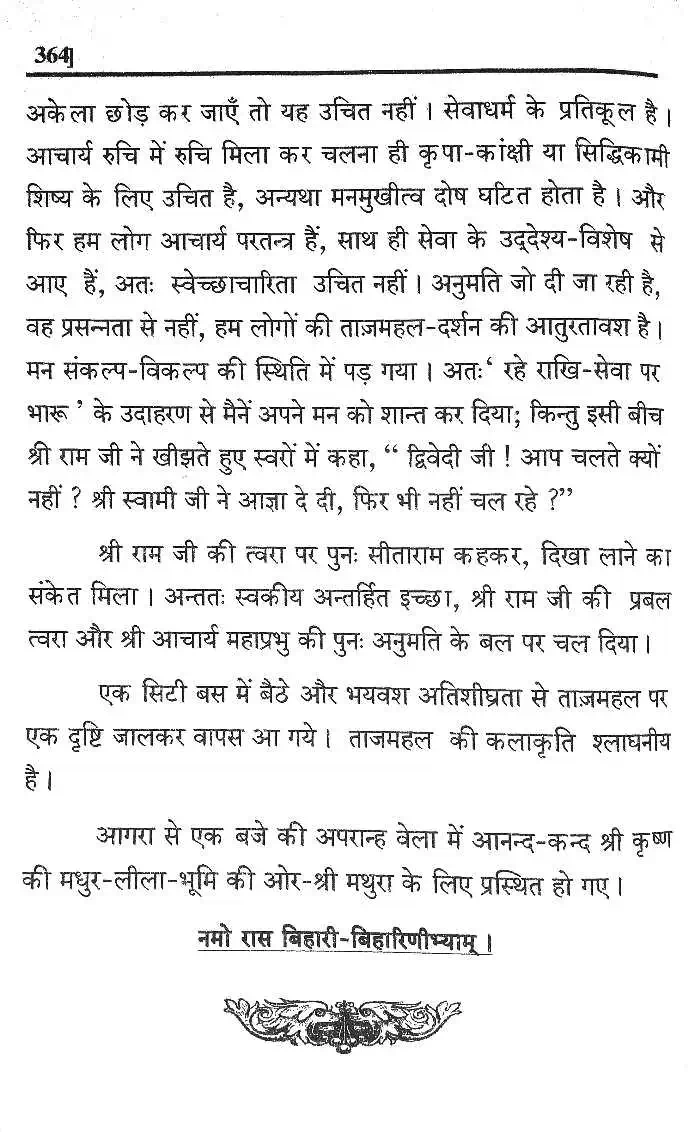 364]
अकेला छोड़ कर जाएँ तो यह उचित नहीं । सेवाधर्म के प्रतिकूल है।
आचार्य रुचि में रुचि मिला कर चलना ही कृपा-कांक्षी या सिद्धिकामी
शिष्य के लिए उचित है, अन्यथा मनमुखीत्व दोष घटित होता है । और
फिर हम लोग आचार्य परतन्त्र हैं, साथ ही सेवा के उद्देश्य-विशेष से
आए हैं, अतः स्वेच्छाचारिता उचित नहीं । अनुमति जो दी जा रही है,
वह प्रसन्नता से नहीं, हम लोगों की ताज़महल-दर्शन की आतुरतावश है।
मन संकल्प-विकल्प की स्थिति में पड़ गया । अतः‘ रहे राखि-सेवा पर
भारू ’ के उदाहरण से मैनें अपने मन को शान्त कर दिया; किन्तु इसी बीच
श्री राम जी ने खीझते हुए स्वरों में कहा, “ द्विवेदी जी ! आप चलते क्यों
नहीं ? श्री स्वामी जी ने आज्ञा दे दी, फिर भी नहीं चल रहे ?”
श्री राम जी की त्वरा पर पुनः सीताराम कहकर, दिखा लाने का
संकेत मिला । अन्ततः स्वकीय अन्तर्हित इच्छा, श्री राम जी की प्रबल
त्वरा और श्री आचार्य महाप्रभु की पुनः अनुमति के बल पर चल दिया।
एक सिटी बस में बैठे और भयवश अतिशीघ्रता से ताज़महल पर
एक दृष्टि जालकर वापस आ गये। ताजमहल की कलाकृति श्लाघनीय
है।
आगरा से एक बजे की अपरान्ह वेला में आनन्द-कन्द श्री कृष्ण
की मधुर-लीला-भूमि की ओर-श्री मथुरा के लिए प्रस्थित हो गए।
नमो रास बिहारी-बिहारिणीभ्याम् ।